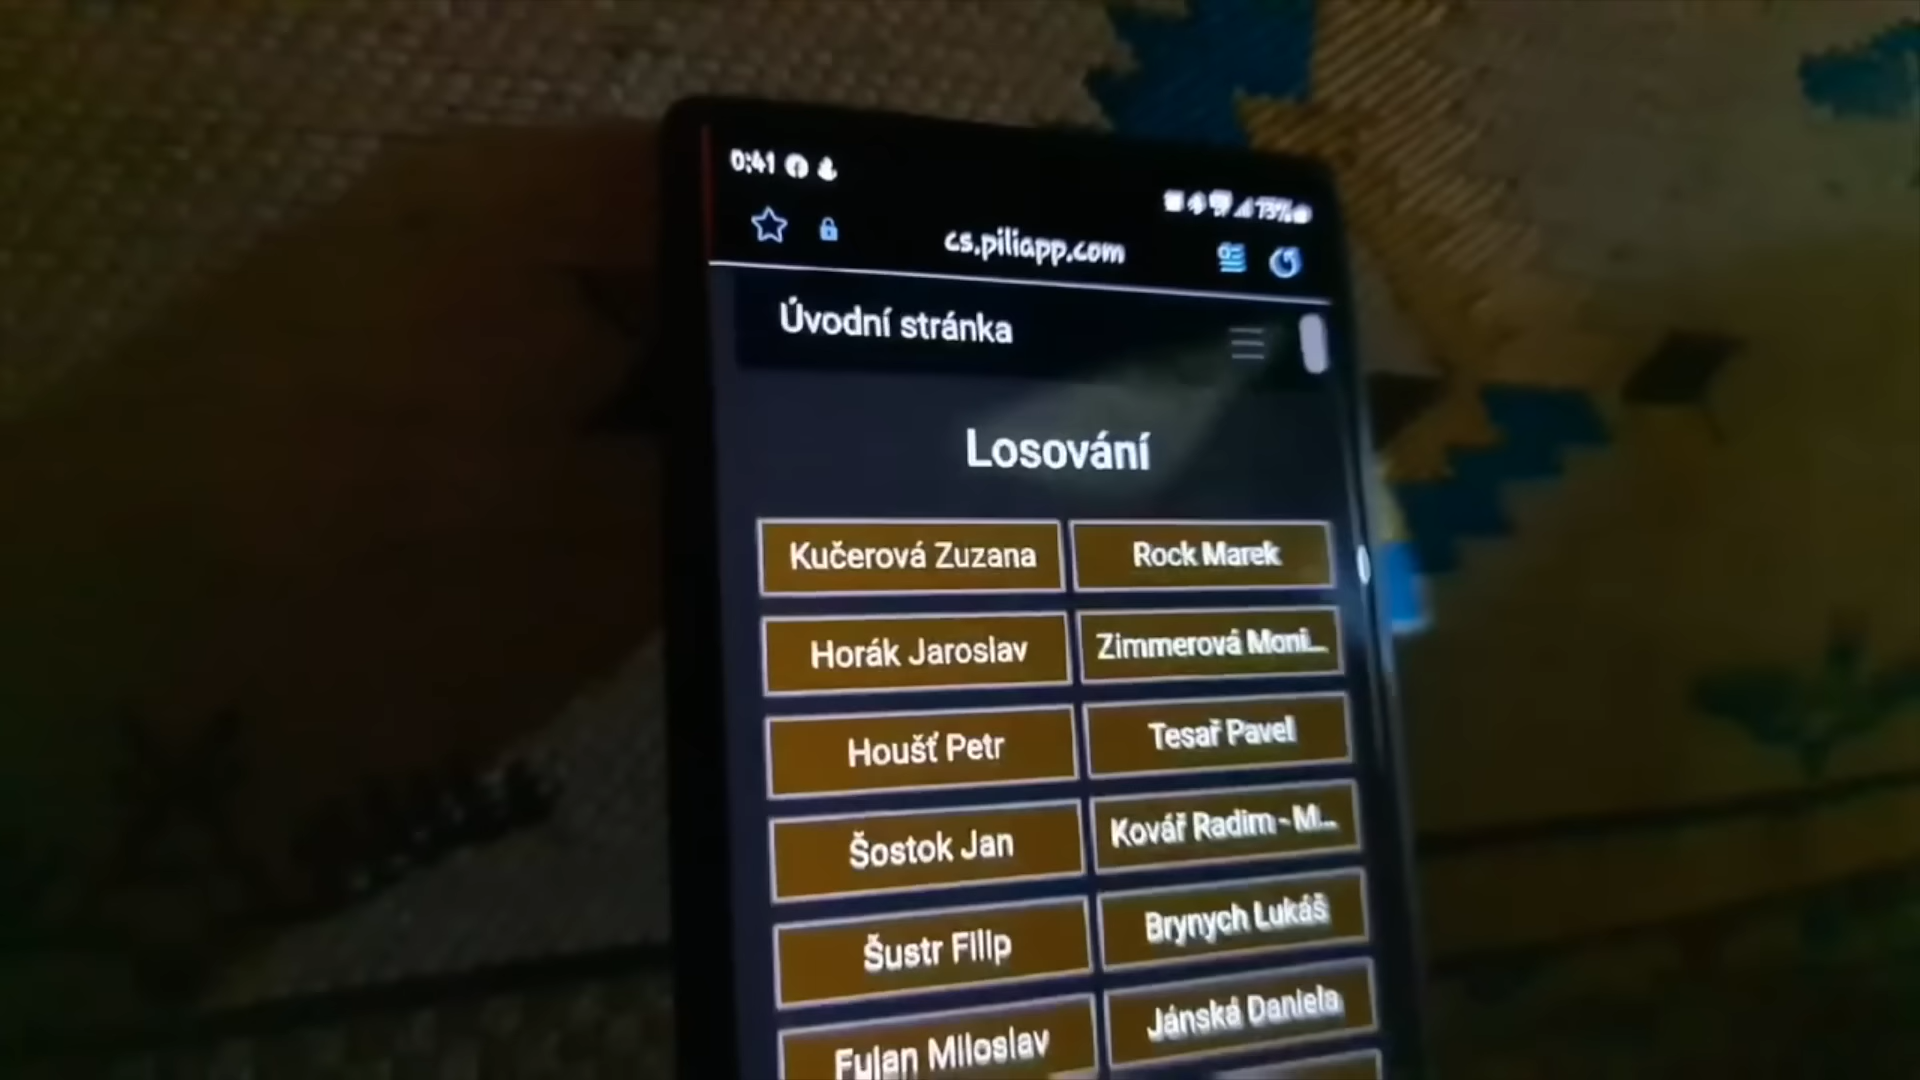 0:41
73%
cs.piliapp.com
Úvodní stránka
Losování
Kučerová Zuzana
Rock Marek
Horák Jaroslav
Zimmerová Moni...
Houšť Petr
Tesař Pavel
Šostok Jan
Kovář Radim - M...
Šustr Filip
Brynych Lukáš
Fujan Miloslav
Jánská Daniela